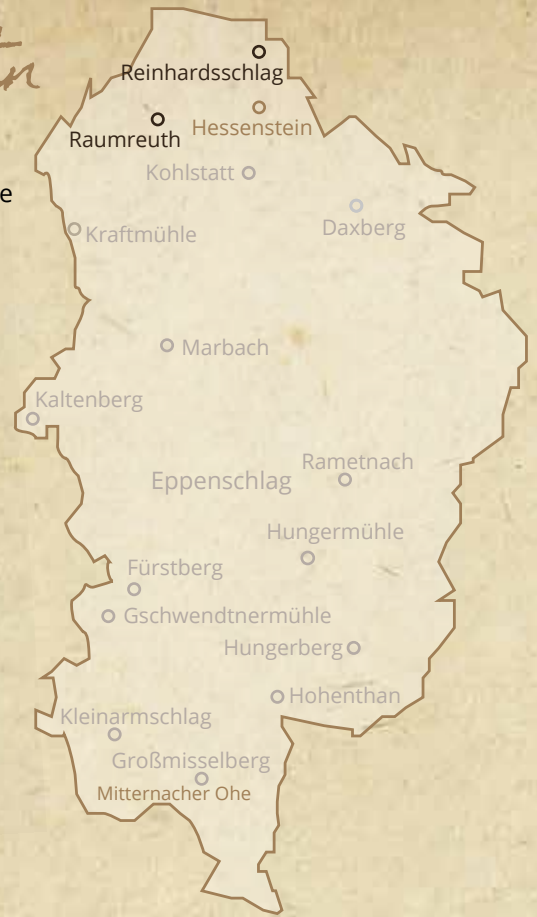 Reinhardsschlag
Hessenstein
Raumreuth
Kohlstatt
e
Daxberg
Kraftmühle
Marbach
Kaltenberg
Rametnach
Eppenschlag
Hungermühle
Fürstberg
Gschwendtnermühle
Hungerberg
Hohenthan
Kleinarmschlag
Großmisselberg
Mitternacher Ohe